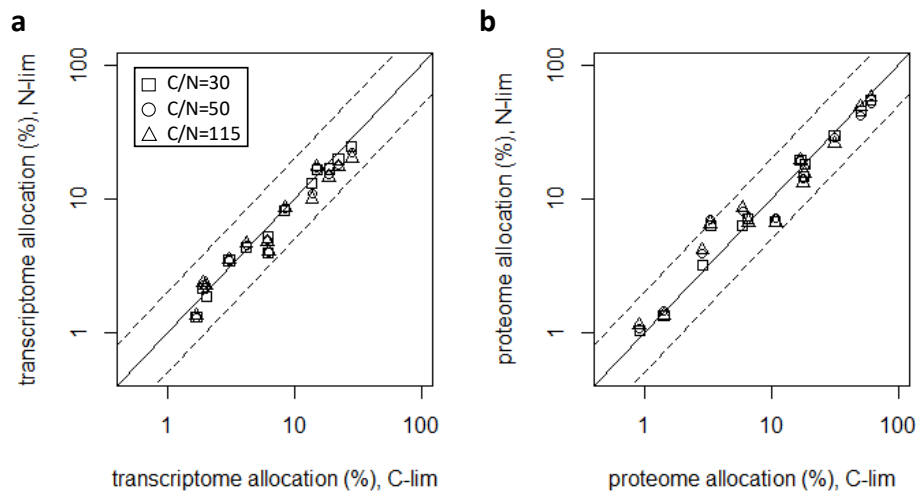 a
transcriptome allocation (%), N-lim
100
10
1
C/N=30
C/N=50
C/N=115
1
10
100
transcriptome allocation (%), C-lim
b
proteome allocation (%), N-lim
100
10
1
1
10
100
proteome allocation (%), C-lim